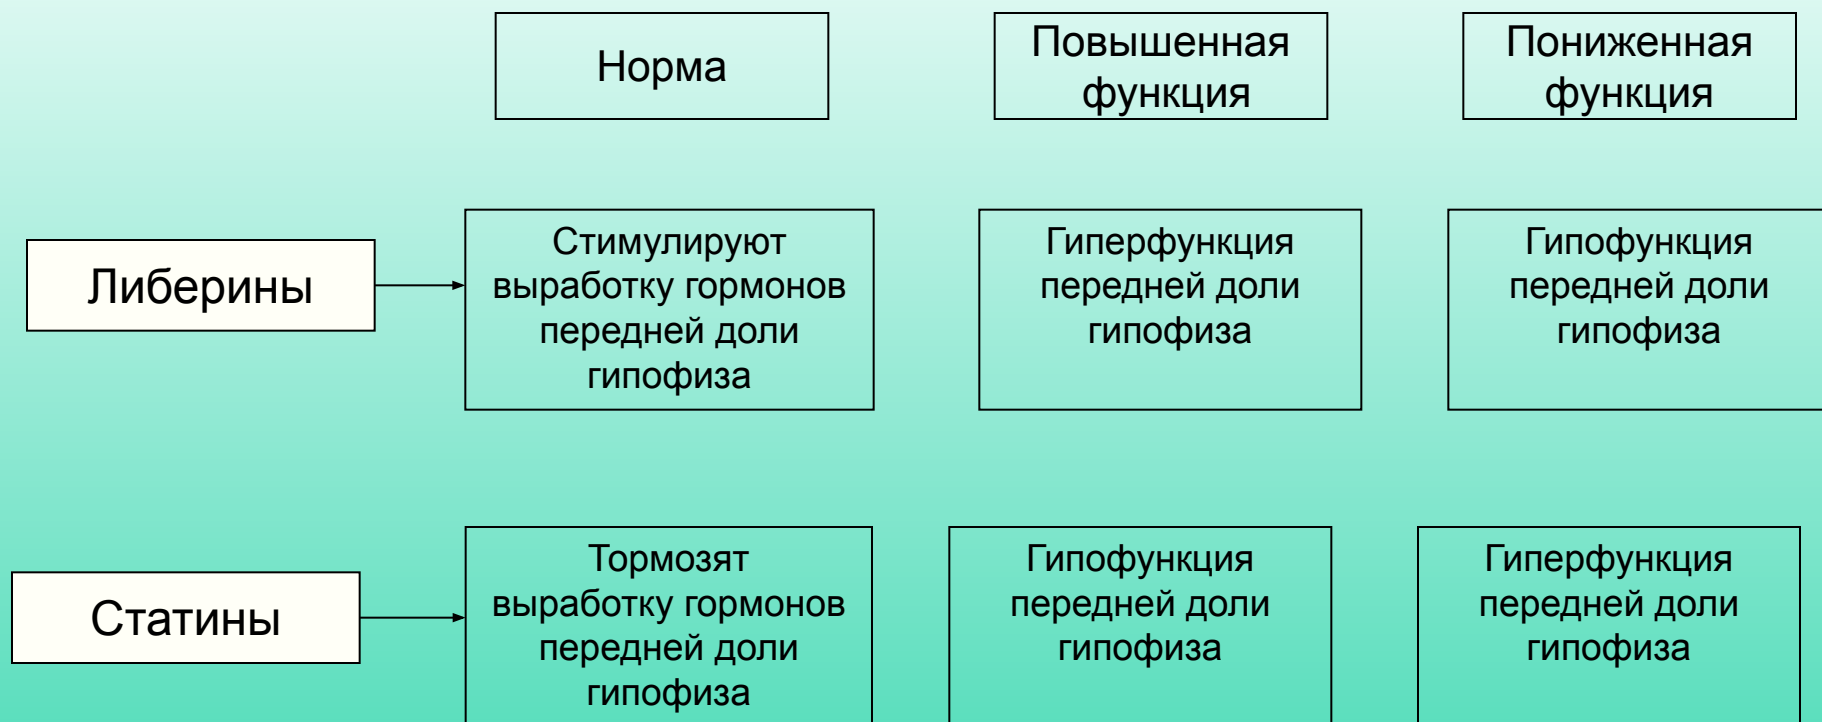 Норма
Повышенная
функция
Пониженная
функция
Либерины
Стимулируют
выработку гормонов
передней доли
гипофиза
Гиперфункция
передней доли
гипофиза
Гипофункция
передней доли
гипофиза
Статины
Тормозят
выработку гормонов
передней доли
гипофиза
Гипофункция
передней доли
гипофиза
Гиперфункция
передней доли
гипофиза